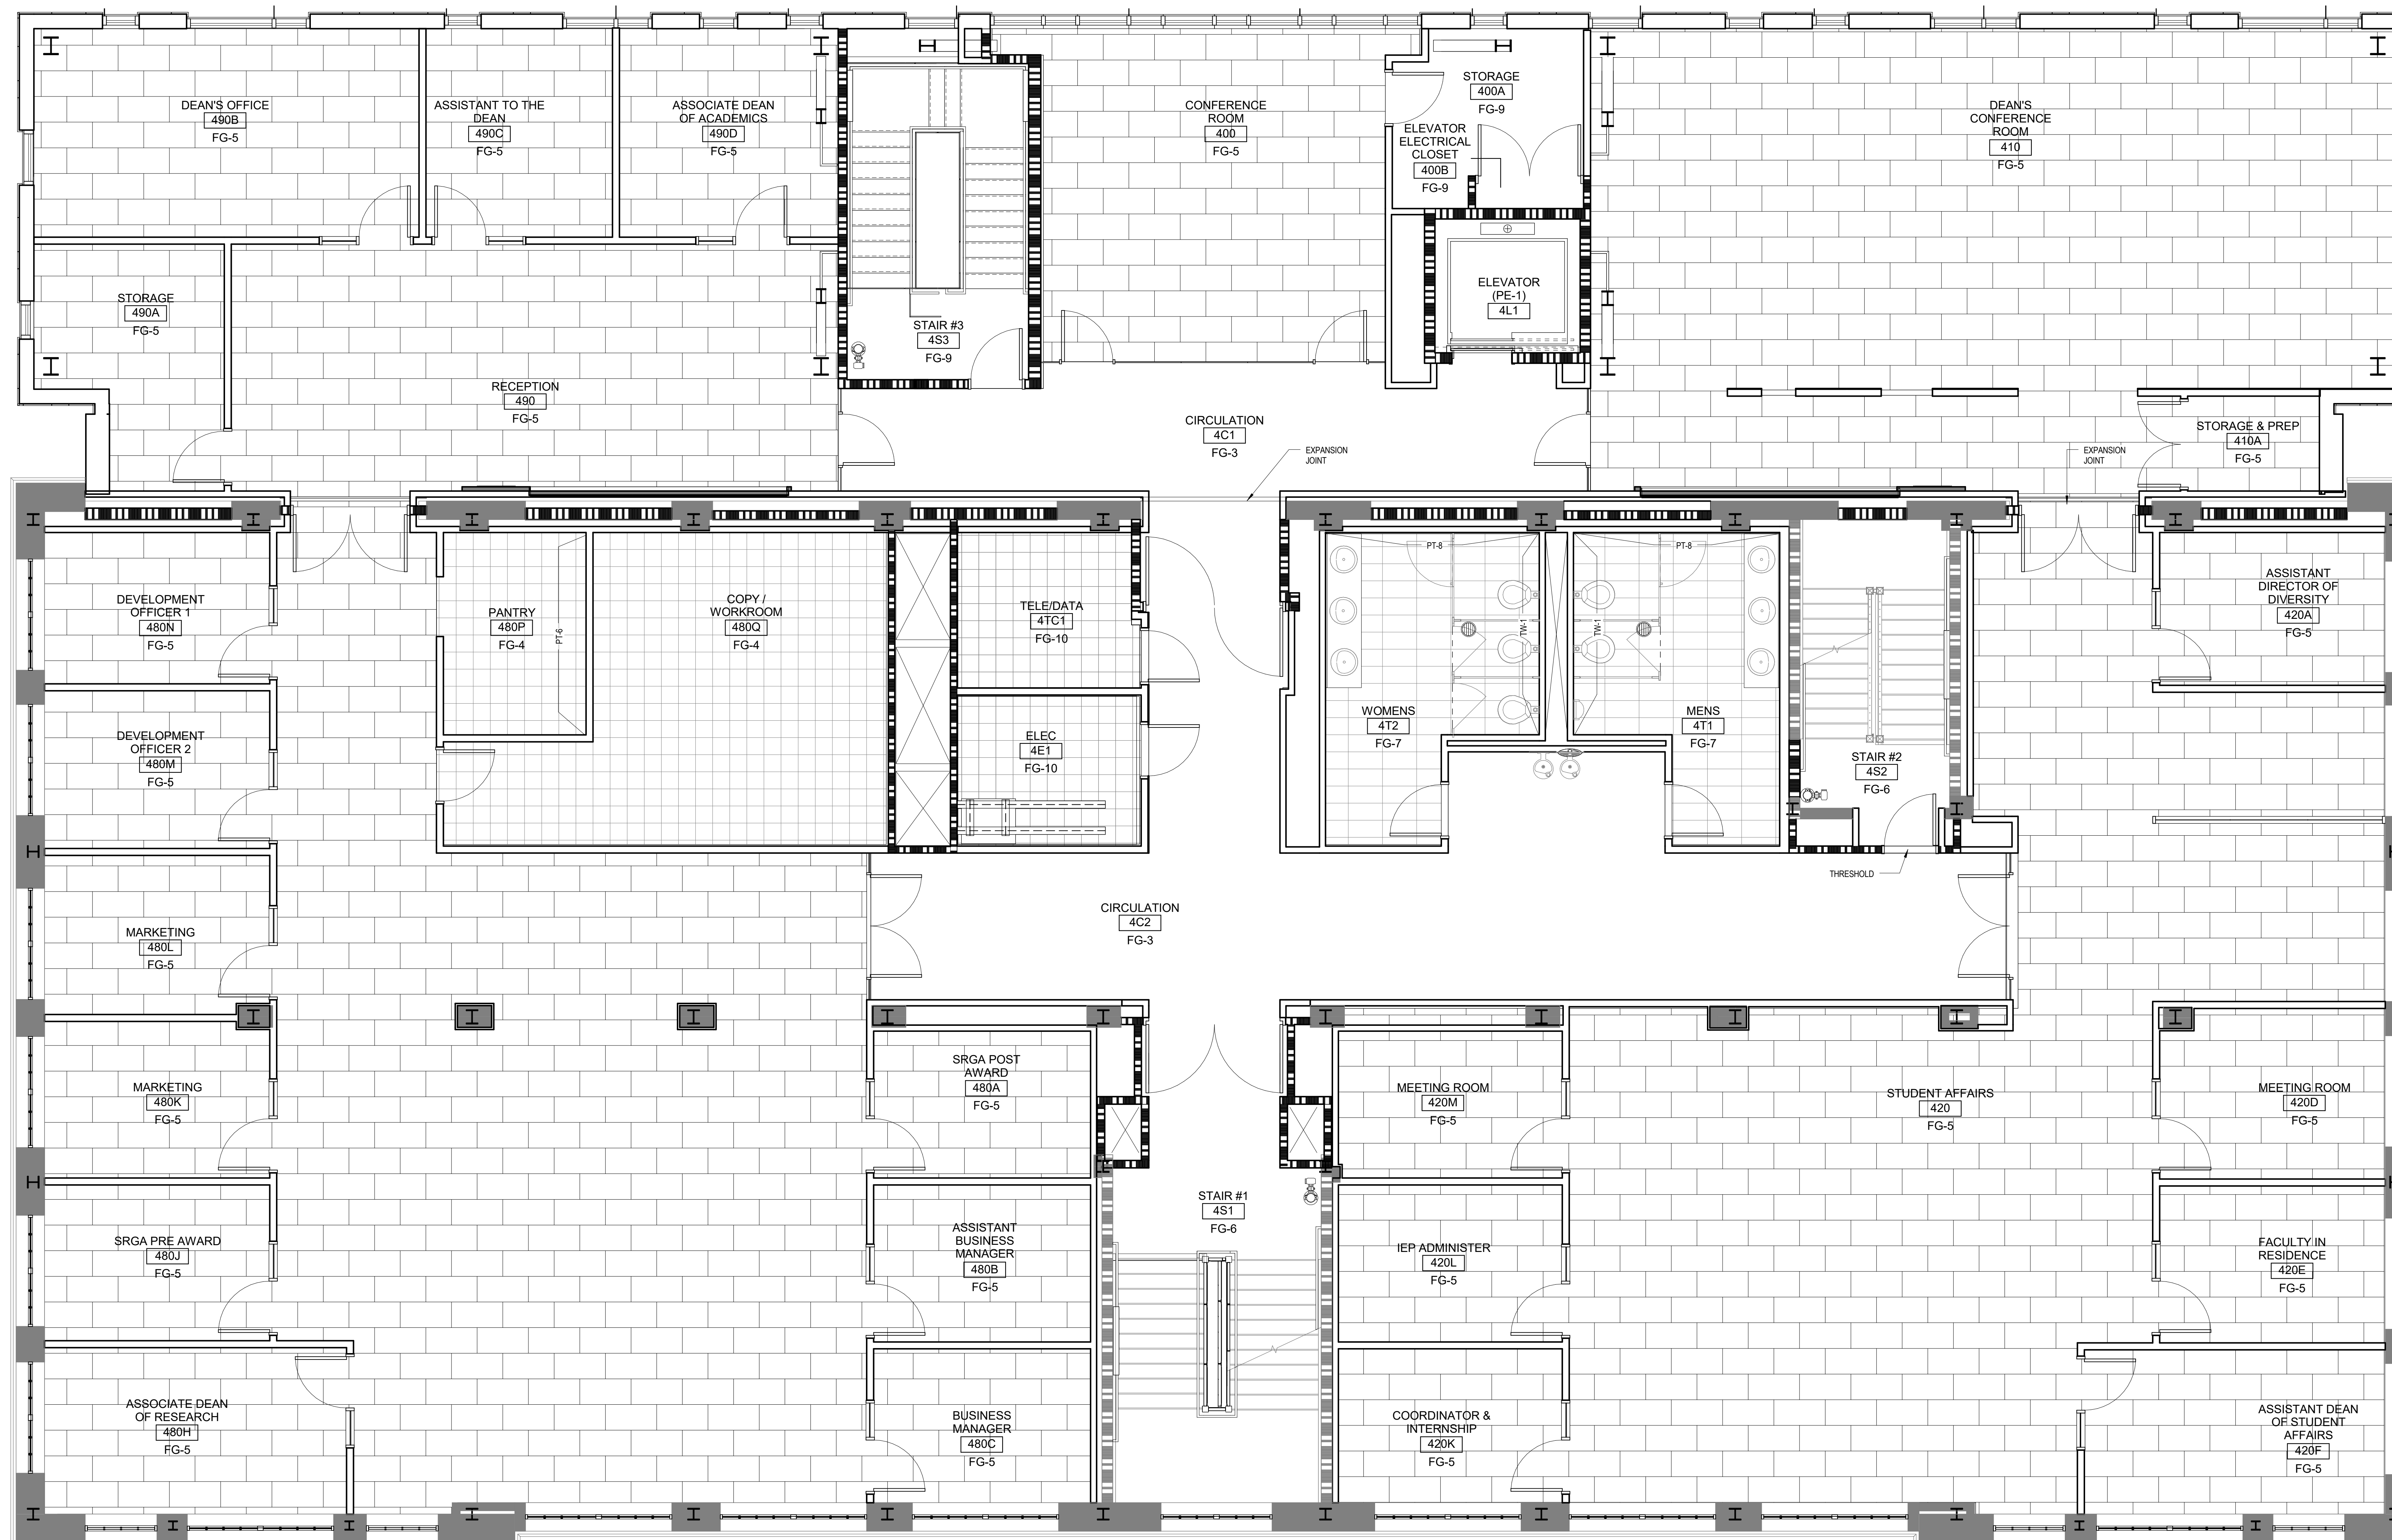 DEAN'S OFFICE
490B
FG-5
ASSISTANT TO THE
DEAN
490C
FG-5
ASSOCIATE DEAN
OF ACADEMICS
490D
FG-5
CONFERENCE
ROOM
400
FG-5
STORAGE
400A
FG-9
ELEVATOR
ELECTRICAL
CLOSET
400B
FG-9
DEAN'S
CONFERENCE
ROOM
410
FG-5
STORAGE
490A
FG-5
STAIR #3
4S3
FG-9
ELEVATOR
(PE-1)
4L1
RECEPTION
490
FG-5
CIRCULATION
4C1
FG-3
EXPANSION
JOINT
STORAGE & PREP
410A
FG-5
EXPANSION
JOINT
DEVELOPMENT
OFFICER 1
480N
FG-5
PANTRY
480P
FG-4
PT-6
COPY /
WORKROOM
480Q
FG-4
TELE/DATA
4TC1
FG-10
PT-8
PT-8
TW-1
TW-1
ASSISTANT
DIRECTOR OF
DIVERSITY
420A
FG-5
DEVELOPMENT
OFFICER 2
480M
FG-5
ELEC
4E1
FG-10
WOMENS
4T2
FG-7
MENS
4T1
FG-7
STAIR #2
4S2
FG-6
THRESHOLD
MARKETING
480L
FG-5
CIRCULATION
4C2
FG-3
MARKETING
480K
FG-5
SRGA POST
AWARD
480A
FG-5
MEETING ROOM
420M
FG-5
STUDENT AFFAIRS
420
FG-5
MEETING ROOM
420D
FG-5
SRGA PRE AWARD
480J
FG-5
ASSISTANT
BUSINESS
MANAGER
480B
FG-5
STAIR #1
4S1
FG-6
IEP ADMINISTER
420L
FG-5
FACULTY IN
RESIDENCE
420E
FG-5
ASSOCIATE DEAN
OF RESEARCH
480H
FG-5
BUSINESS
MANAGER
480C
FG-5
COORDINATOR &
INTERNSHIP
420K
FG-5
ASSISTANT DEAN
OF STUDENT
AFFAIRS
420F
FG-5